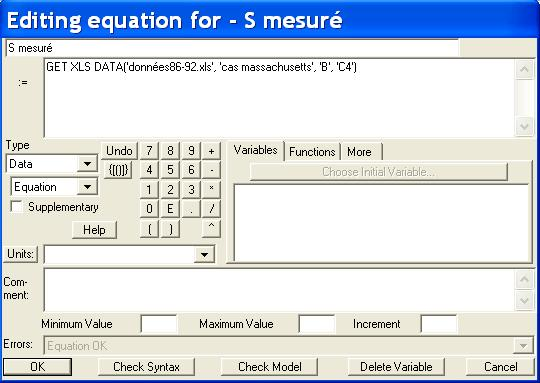 Editing equation for - S mesuré
S mesuré
:=
GET XLS DATA('données86-92.xls', 'cas massachusetts', 'B', 'C4')
Type
Data
Equation
Supplementary
Help
Undo 7 8 9 +
{[()]} 4 5 6 -
1 2 3 *
0 E . /
( ) ^
Variables Functions More
Choose Initial Variable...
Units:
Com-
ment:
Minimum Value Maximum Value Increment
Errors: Equation OK
OK Check Syntax Check Model Delete Variable Cancel